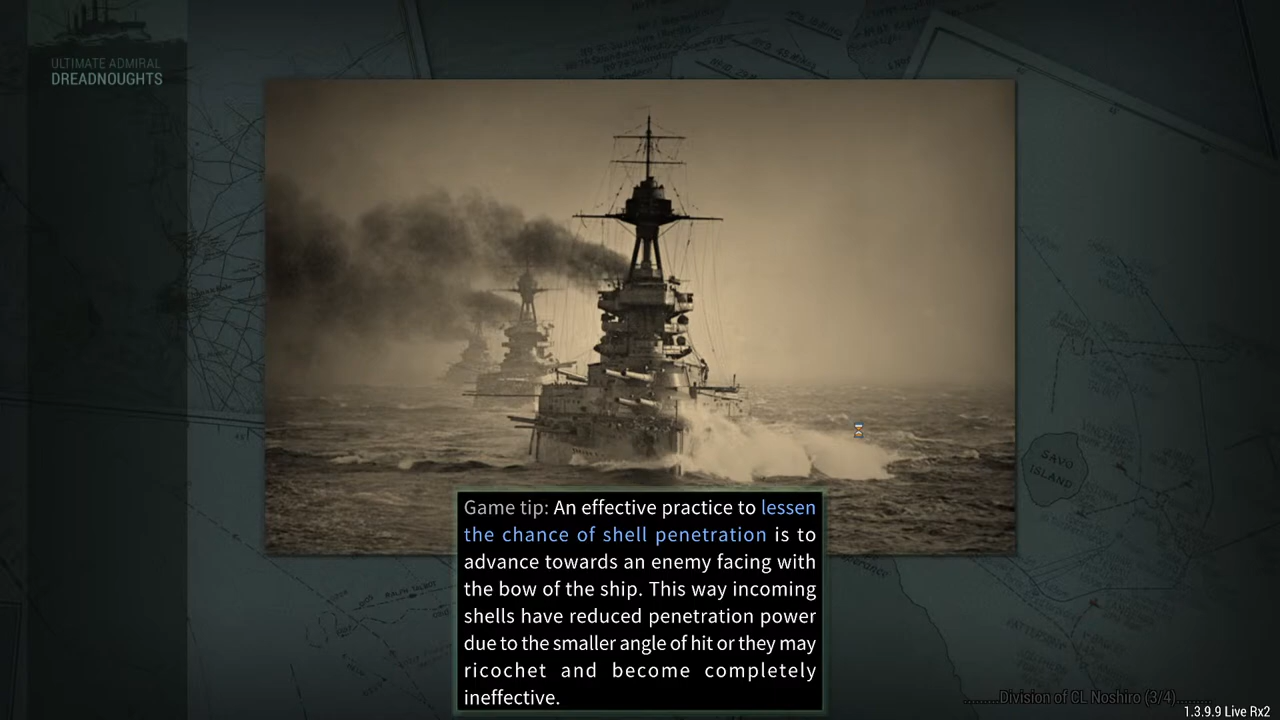 ULTIMATE ADMIRAL
DREADNOUGHTS
SAVO
ISLAND
Game tip: An effective practice to lessen
the chance of shell penetration is to
advance towards an enemy facing with
the bow of the ship. This way incoming
shells have reduced penetration power
due to the smaller angle of hit or they may
ricochet and become completely
ineffective.
..........Division of CL Noshiro (3/4)..........
1.3.9.9 Live Rx2